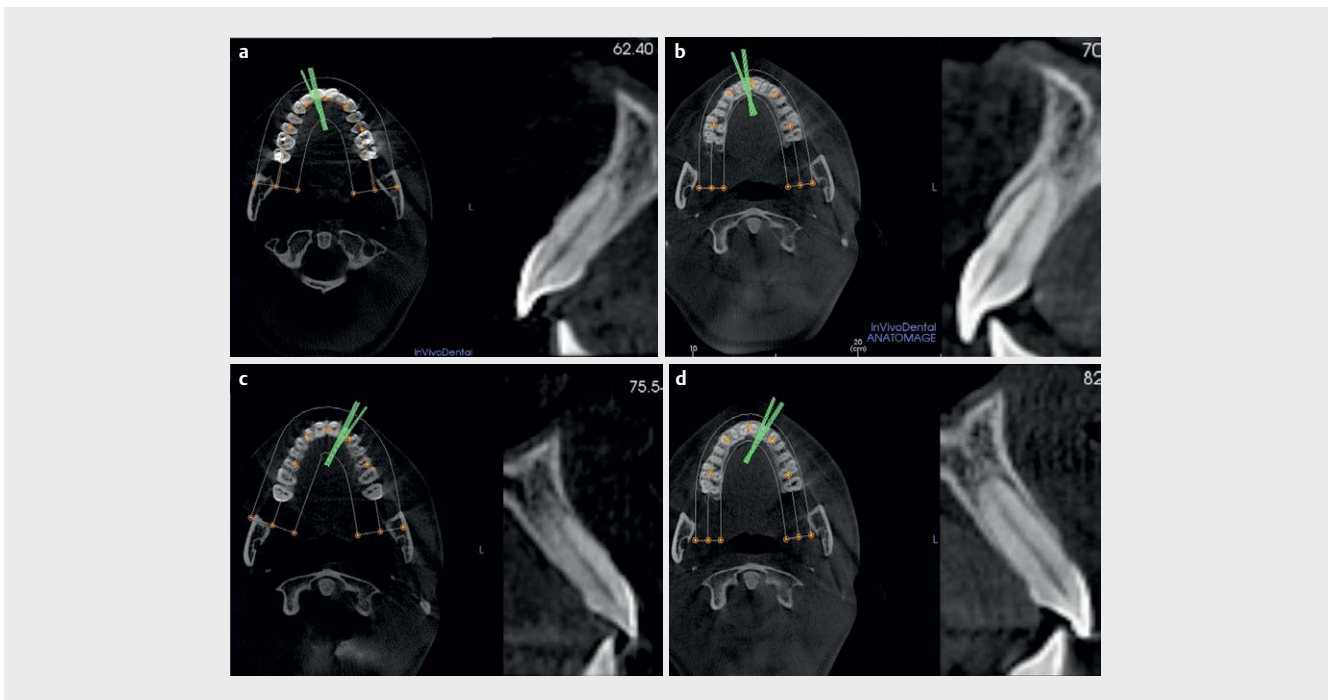 a
62.40
L
InVivoDental
b
70
L
InVivoDental
ANATOMAGE
10
20
(cm)
c
75.5
L
d
82
L